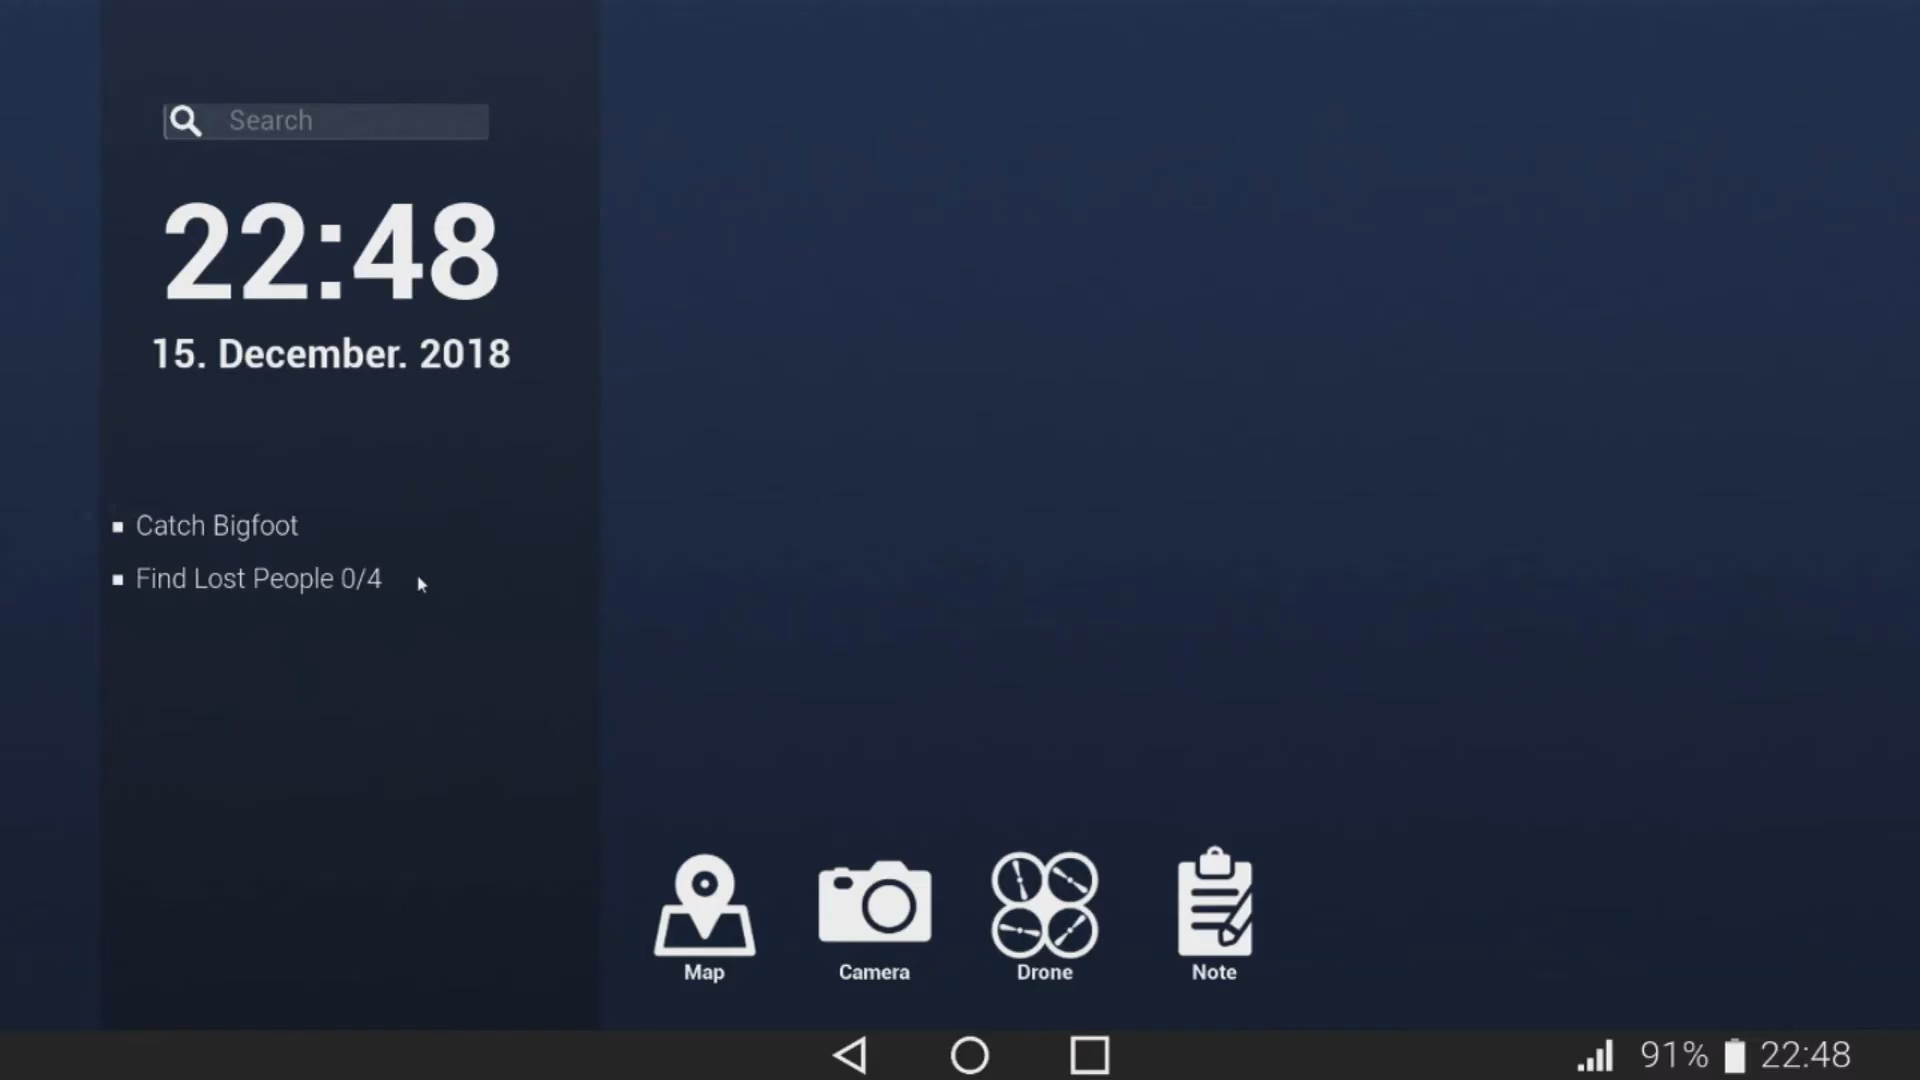 Search
22:48
15. December. 2018
Catch Bigfoot
Find Lost People 0/4
Map
Camera
Drone
Note
91% 22:48